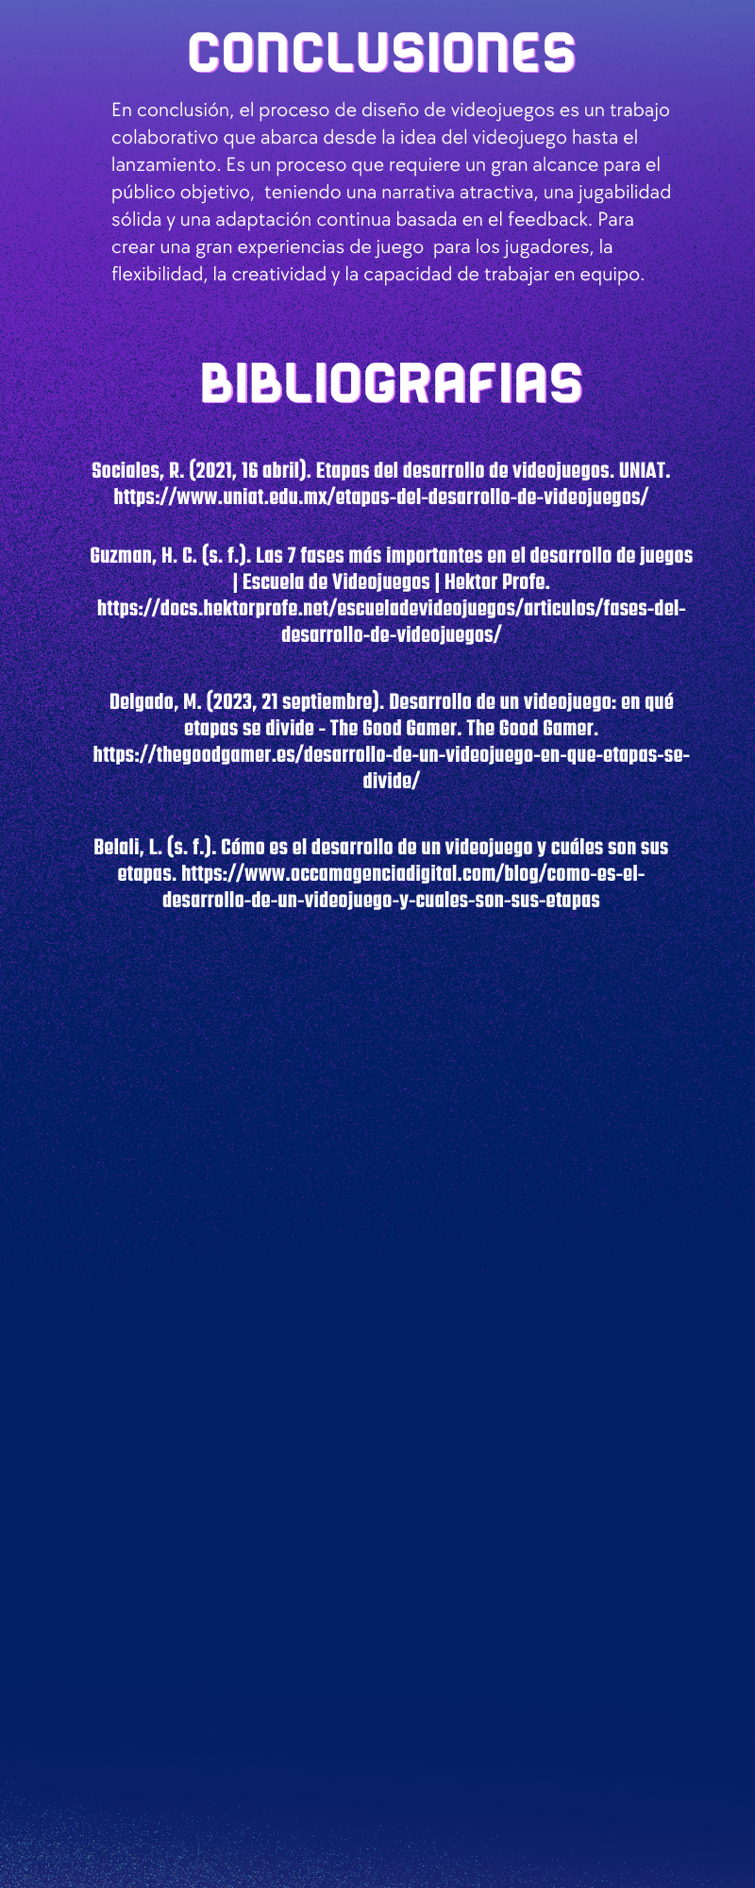 CONCLUSIONES
En conclusión, el proceso de diseño de videojuegos es un trabajo
colaborativo que abarca desde la idea del videojuego hasta el
lanzamiento. Es un proceso que requiere un gran alcance para el
público objetivo,  teniendo una narrativa atractiva, una jugabilidad
sólida y una adaptación continua basada en el feedback. Para
crear una gran experiencias de juego  para los jugadores, la
flexibilidad, la creatividad y la capacidad de trabajar en equipo.
BIBLIOGRAFIAS
Sociales, R. (2021, 16 abril). Etapas del desarrollo de videojuegos. UNIAT.
https://www.uniat.edu.mx/etapas-del-desarrollo-de-videojuegos/
Guzman, H. C. (s. f.). Las 7 fases más importantes en el desarrollo de juegos
| Escuela de Videojuegos | Hektor Profe.
https://docs.hektorprofe.net/escueladevideojuegos/articulos/fases-del-
desarrollo-de-videojuegos/
Delgado, M. (2023, 21 septiembre). Desarrollo de un videojuego: en qué
etapas se divide - The Good Gamer. The Good Gamer.
https://thegoodgamer.es/desarrollo-de-un-videojuego-en-que-etapas-se-
divide/
Belali, L. (s. f.). Cómo es el desarrollo de un videojuego y cuáles son sus
etapas. https://www.occamagenciadigital.com/blog/como-es-el-
desarrollo-de-un-videojuego-y-cuales-son-sus-etapas